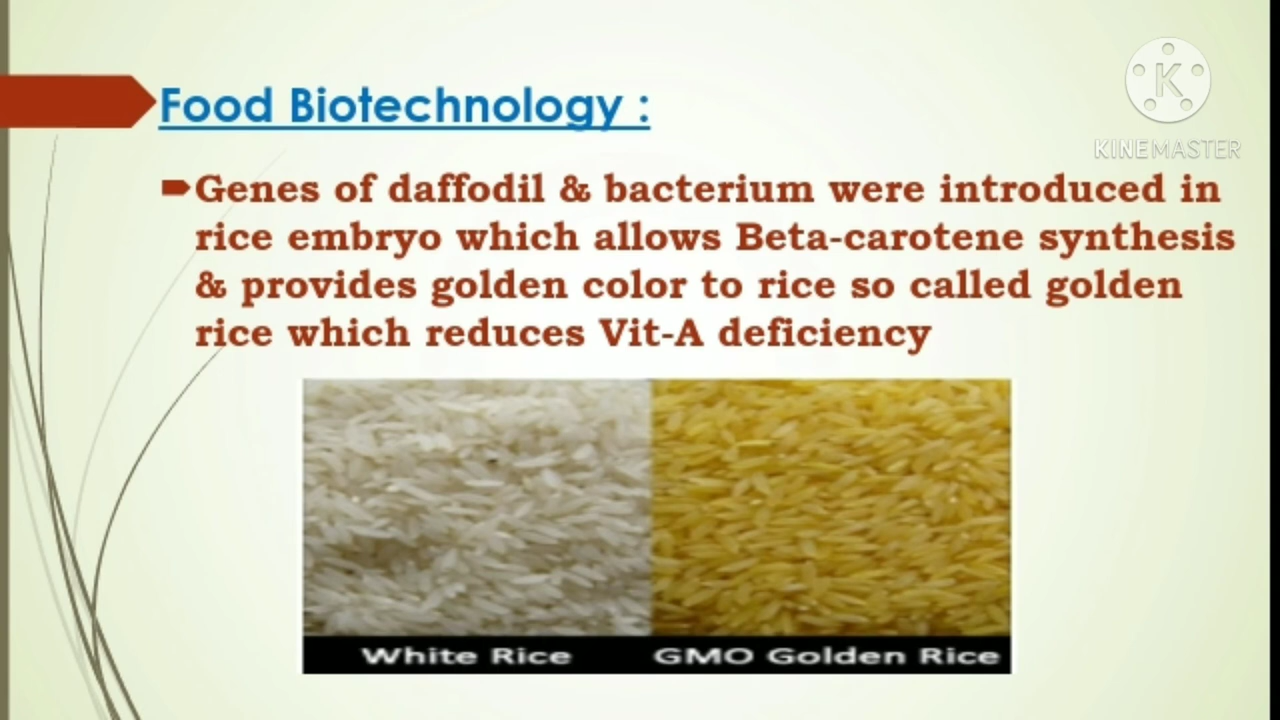 KINEMASTER
Food Biotechnology :
Genes of daffodil & bacterium were introduced in
rice embryo which allows Beta-carotene synthesis
& provides golden color to rice so called golden
rice which reduces Vit-A deficiency
White Rice
GMO Golden Rice